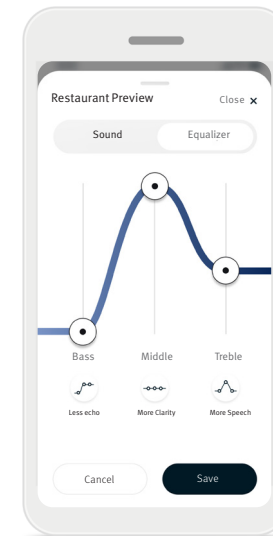 Restaurant Preview
Close ×
Sound
Equalizer
Bass
Middle
Treble
Less echo
More Clarity
More Speech
Cancel
Save